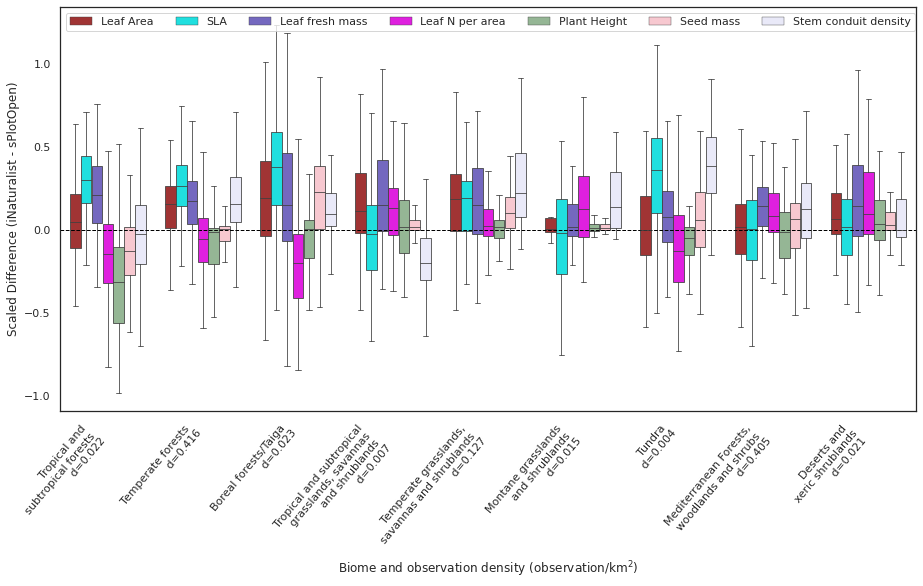 Leaf Area SLA Leaf fresh mass Leaf N per area Plant Height Seed mass Stem conduit density
Scaled Difference (iNaturalist - sPlotOpen)
1.0
0.5
0.0
−0.5
−1.0
Tropical and
subtropical forests
d=0.022
Temperate forests
d=0.416
Boreal forests/Taiga
d=0.023
Tropical and subtropical
grasslands, savannas
and shrublands
d=0.007
Temperate grasslands,
savannas and shrublands
d=0.127
Montane grasslands
and shrublands
d=0.015
Tundra
d=0.004
Mediterranean Forests,
woodlands and shrubs
d=0.405
Deserts and
xeric shrublands
d=0.021
Biome and observation density (observation/km²)